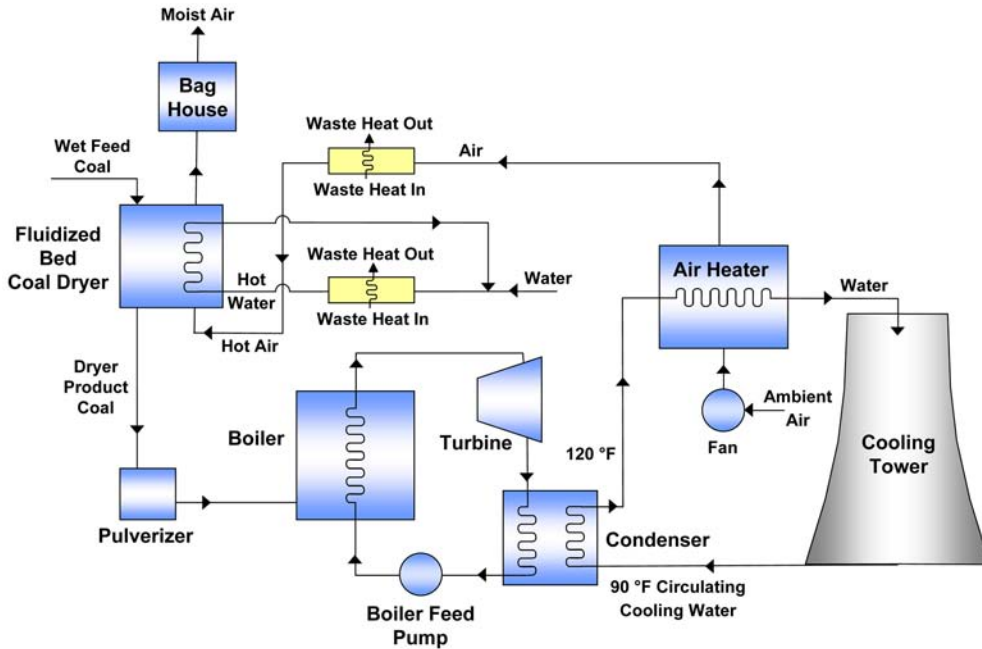 Moist Air
Bag
House
Wet Feed
Coal
Waste Heat Out
Air
Waste Heat In
Fluidized
Bed
Coal Dryer
Waste Heat Out
Hot
Water
Water
Waste Heat In
Hot Air
Air Heater
Water
Dryer
Product
Coal
Boiler
Turbine
120 °F
Ambient
Air
Fan
Cooling
Tower
Pulverizer
Condenser
90 °F Circulating
Cooling Water
Boiler Feed
Pump